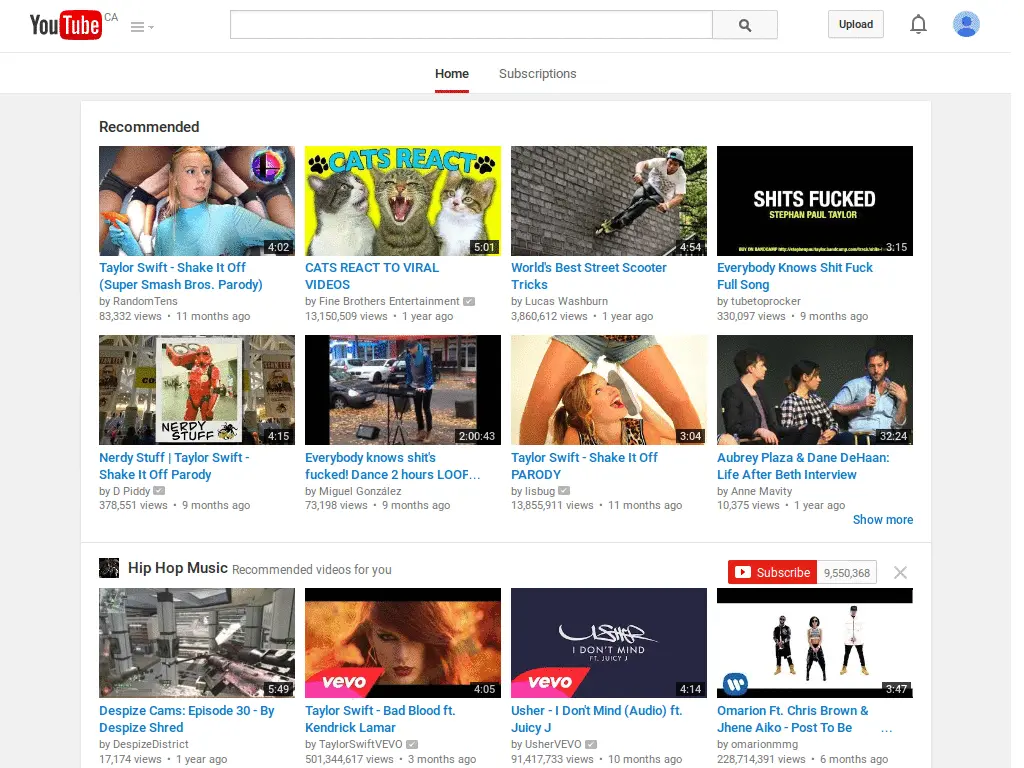 YouTube CA
Upload
Home Subscriptions
Recommended
4:02
CATS REACT
5:01
4:54
SHITS FUCKED
STEPHAN PAUL TAYLOR
3:15
Taylor Swift - Shake It Off
(Super Smash Bros. Parody)
by RandomTens
83,332 views • 11 months ago
CATS REACT TO VIRAL
VIDEOS
by Fine Brothers Entertainment
13,150,509 views • 1 year ago
World's Best Street Scooter
Tricks
by Lucas Washburn
3,860,612 views • 1 year ago
Everybody Knows Shit Fuck
Full Song
by tubetoprocker
330,097 views • 9 months ago
NERDY
STUFF
4:15
2:00:43
3:04
32:24
Nerdy Stuff | Taylor Swift -
Shake It Off Parody
by D Piddy
378,551 views • 9 months ago
Everybody knows shit's
fucked! Dance 2 hours LOOF...
by Miguel González
73,198 views • 9 months ago
Taylor Swift - Shake It Off
PARODY
by lisbug
13,855,911 views • 11 months ago
Aubrey Plaza & Dane DeHaan:
Life After Beth Interview
by Anne Mavity
10,375 views • 1 year ago
Show more
Hip Hop Music Recommended videos for you
Subscribe 9,550,368
5:49
vevo
4:05
USHER
I DON'T MIND
FT. JUICY J
vevo
4:14
3:47
Despize Cams: Episode 30 - By
Despize Shred
by DespizeDistrict
17,174 views • 1 year ago
Taylor Swift - Bad Blood ft.
Kendrick Lamar
by TaylorSwiftVEVO
501,344,617 views • 3 months ago
Usher - I Don't Mind (Audio) ft.
Juicy J
by UsherVEVO
91,417,733 views • 10 months ago
Omarion Ft. Chris Brown &
Jhene Aiko - Post To Be ...
by omarionmmg
228,714,391 views • 6 months ago